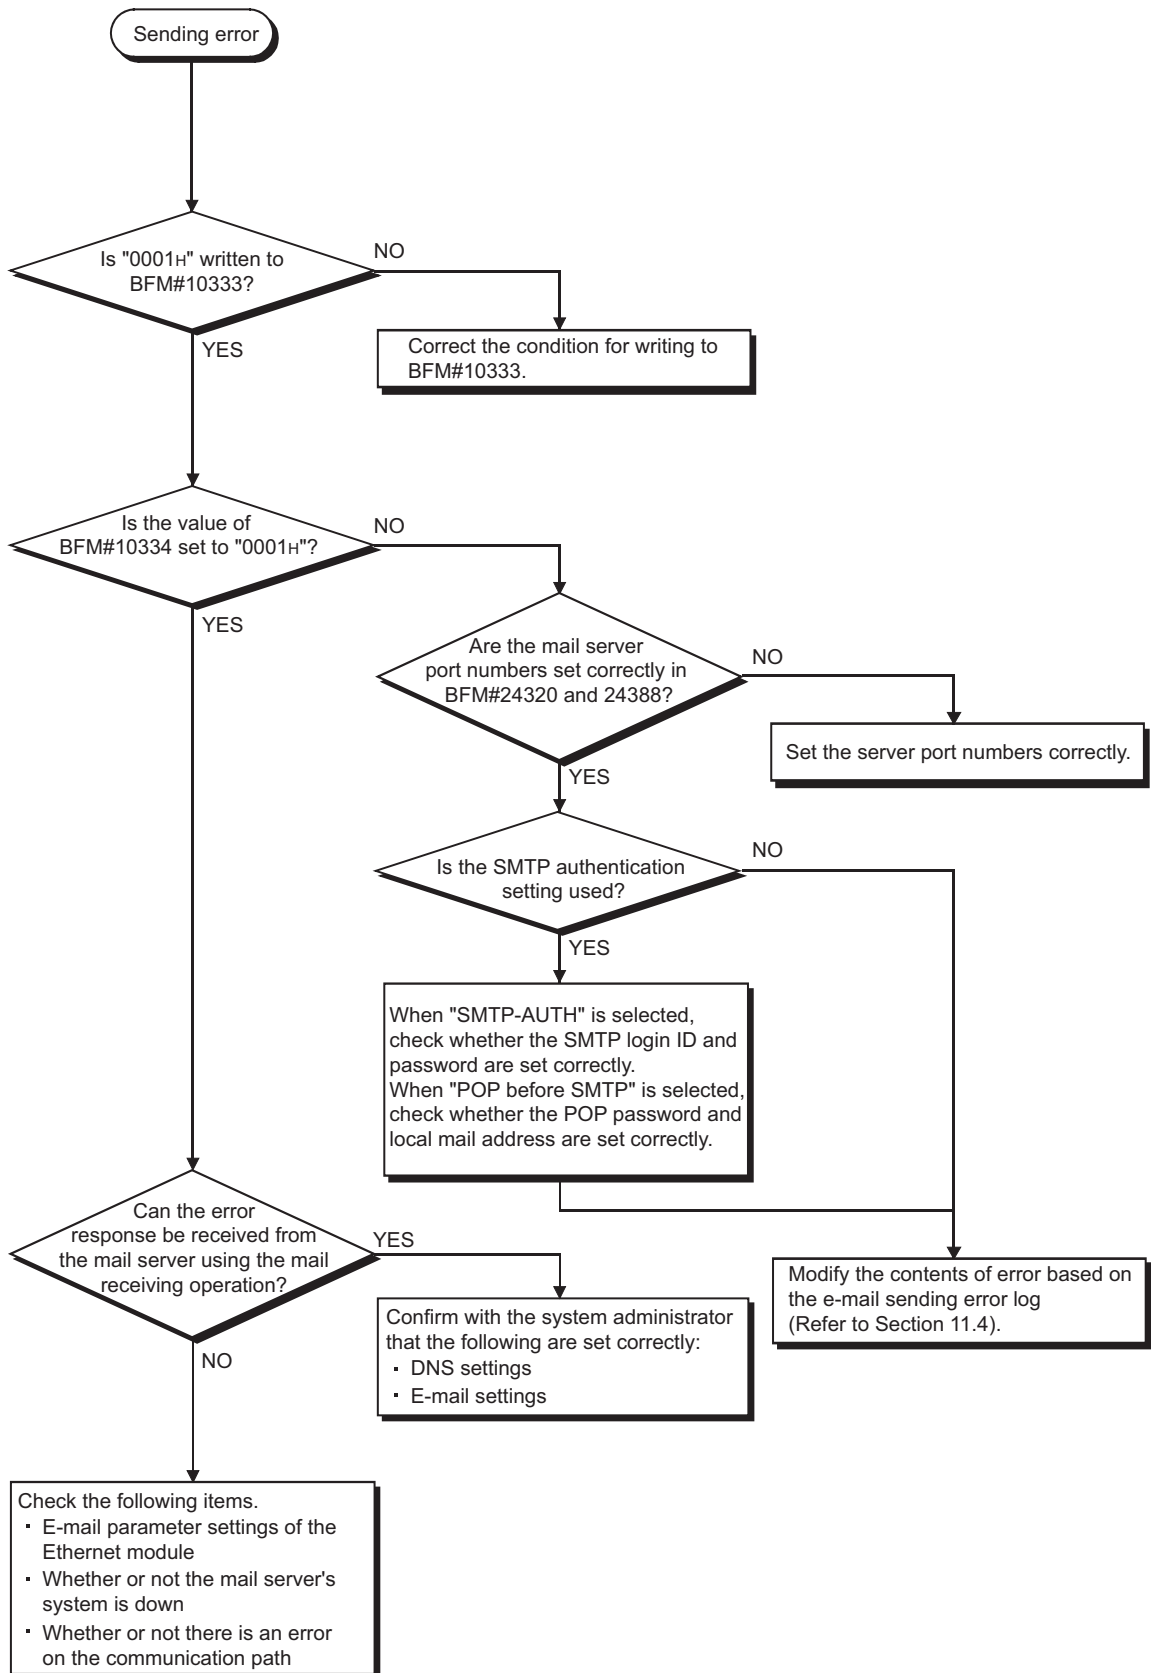 Sending error
Is "0001H" written to
BFM#10333?
NO
YES
Correct the condition for writing to
BFM#10333.
Is the value of
BFM#10334 set to "0001H"?
NO
YES
Are the mail server
port numbers set correctly in
BFM#24320 and 24388?
NO
YES
Set the server port numbers correctly.
Is the SMTP authentication
setting used?
NO
YES
When "SMTP-AUTH" is selected,
check whether the SMTP login ID and
password are set correctly.
When "POP before SMTP" is selected,
check whether the POP password and
local mail address are set correctly.
Can the error
response be received from
the mail server using the mail
receiving operation?
YES
NO
Modify the contents of error based on
the e-mail sending error log
(Refer to Section 11.4).
Confirm with the system administrator
that the following are set correctly:
· DNS settings
· E-mail settings
Check the following items.
· E-mail parameter settings of the
Ethernet module
· Whether or not the mail server's
system is down
· Whether or not there is an error
on the communication path